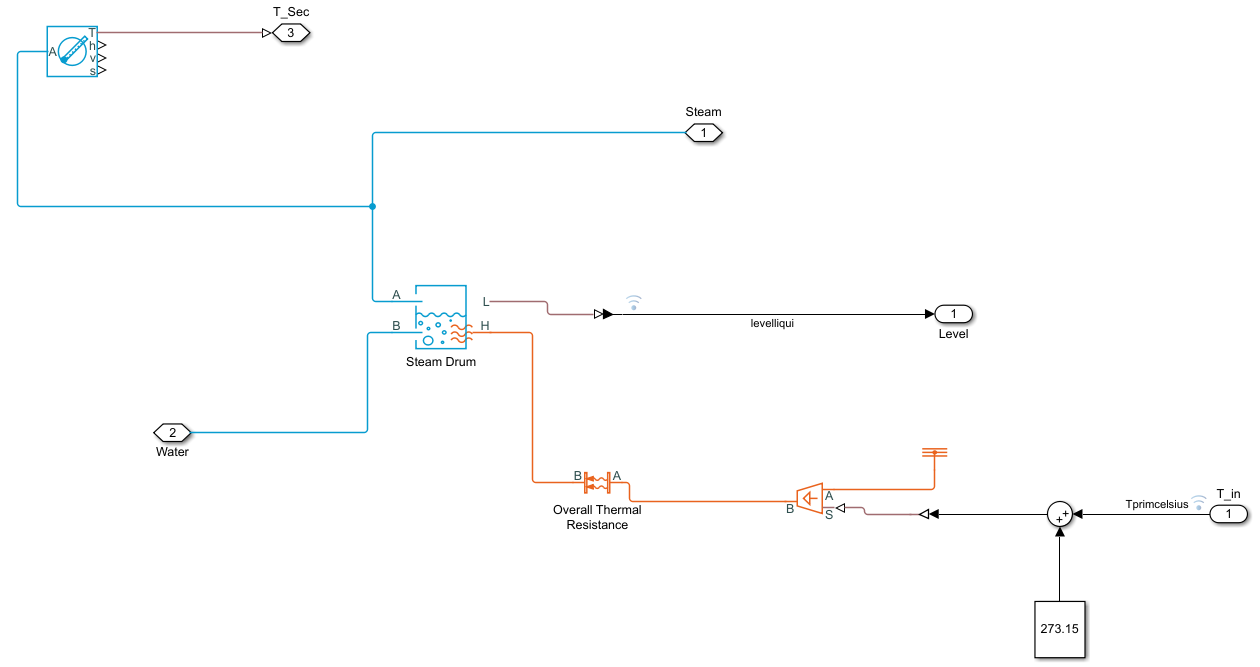 T_Sec
3
A
T
h
v
s
Steam
1
A
L
levelliqui
1
Level
B
H
Steam Drum
2
Water
B
A
Overall Thermal
Resistance
A
B
S
Tprimcelsius
T_in
1
+
+
273.15